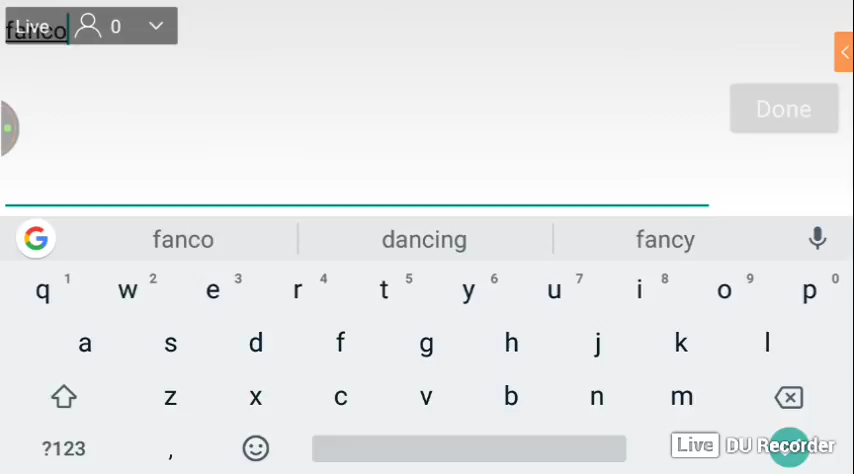 fanco
Live 0
Done
fanco dancing fancy
q 1 w 2 e 3 r 4 t 5 y 6 u 7 i 8 o 9 p 0
a s d f g h j k l
z x c v b n m
?123 ,
Live DU Recorder